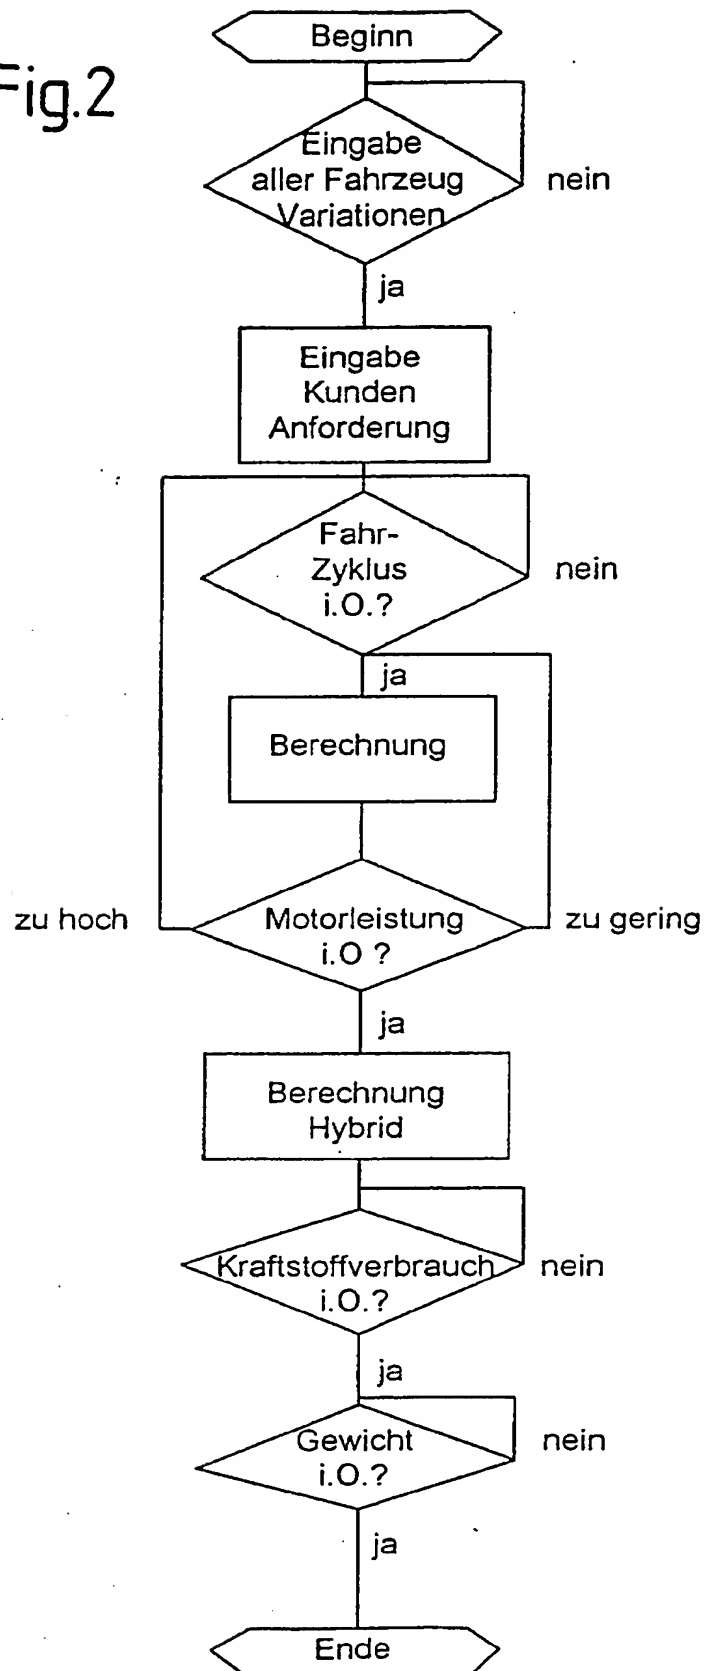 Fig.2
Beginn
Eingabe
aller Fahrzeug
Variationen
nein
ja
Eingabe
Kunden
Anforderung
Fahr-
Zyklus
i.O.?
nein
ja
Berechnung
zu hoch
Motorleistung
i.O ?
zu gering
ja
Berechnung
Hybrid
Kraftstoffverbrauch
i.O.?
nein
ja
Gewicht
i.O.?
nein
ja
Ende